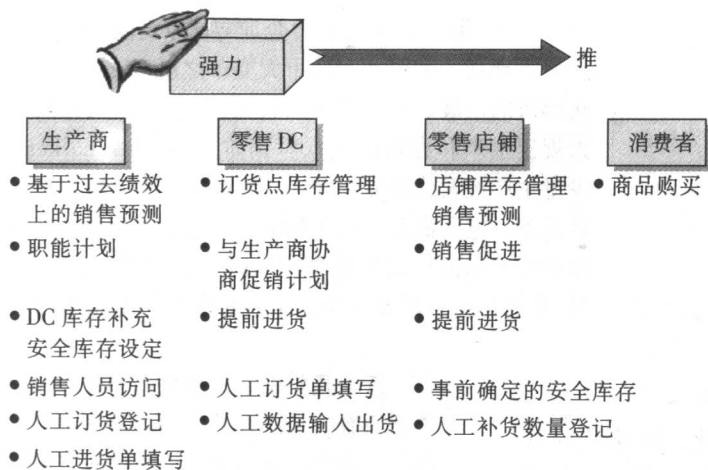 强力
推
生产商
零售 DC
零售店铺
消费者
• 基于过去绩效
上的销售预测
• 订货点库存管理
• 店铺库存管理
销售预测
• 商品购买
• 职能计划
• 与生产商协
商促销计划
• 销售促进
• DC 库存补充
安全库存设定
• 提前进货
• 提前进货
• 销售人员访问
• 人工订货单填写
• 事前确定的安全库存
• 人工订货登记
• 人工数据输入出货
• 人工补货数量登记
• 人工进货单填写